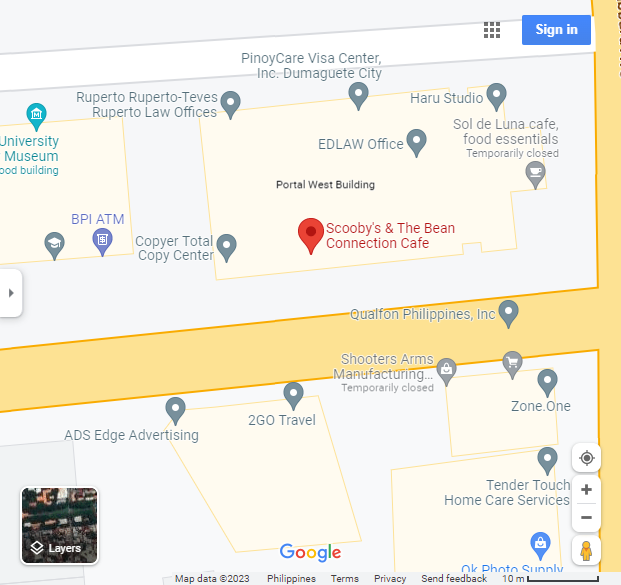 Sign in
PinoyCare Visa Center,
Inc. Dumaguete City
Ruperto Ruperto-Teves
Ruperto Law Offices
Haru Studio
University
Museum
ood building
EDLAW Office
Sol de Luna cafe,
food essentials
Temporarily closed
Portal West Building
BPI ATM
Copyer Total
Copy Center
Scooby's & The Bean
Connection Cafe
Qualfon Philippines, Inc
Shooters Arms
Manufacturing...
Temporarily closed
Zone.One
2GO Travel
ADS Edge Advertising
Tender Touch
Home Care Services
Layers
Google
Ok Photo Supply
Map data ©2023 Philippines Terms Privacy Send feedback 10 m